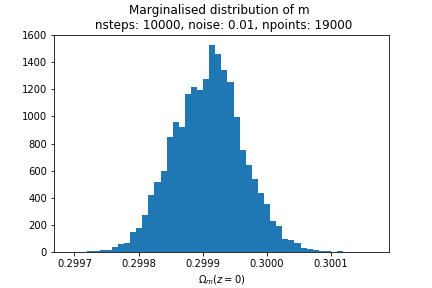 Marginalised distribution of m
nsteps: 10000, noise: 0.01, npoints: 19000
1600
1400
1200
1000
800
600
400
200
0
0.2997 0.2998 0.2999 0.3000 0.3001
Ωₘ(z = 0)